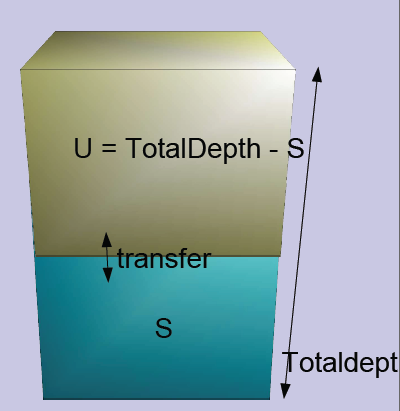 U = TotalDepth - S
transfer
S
Totaldept